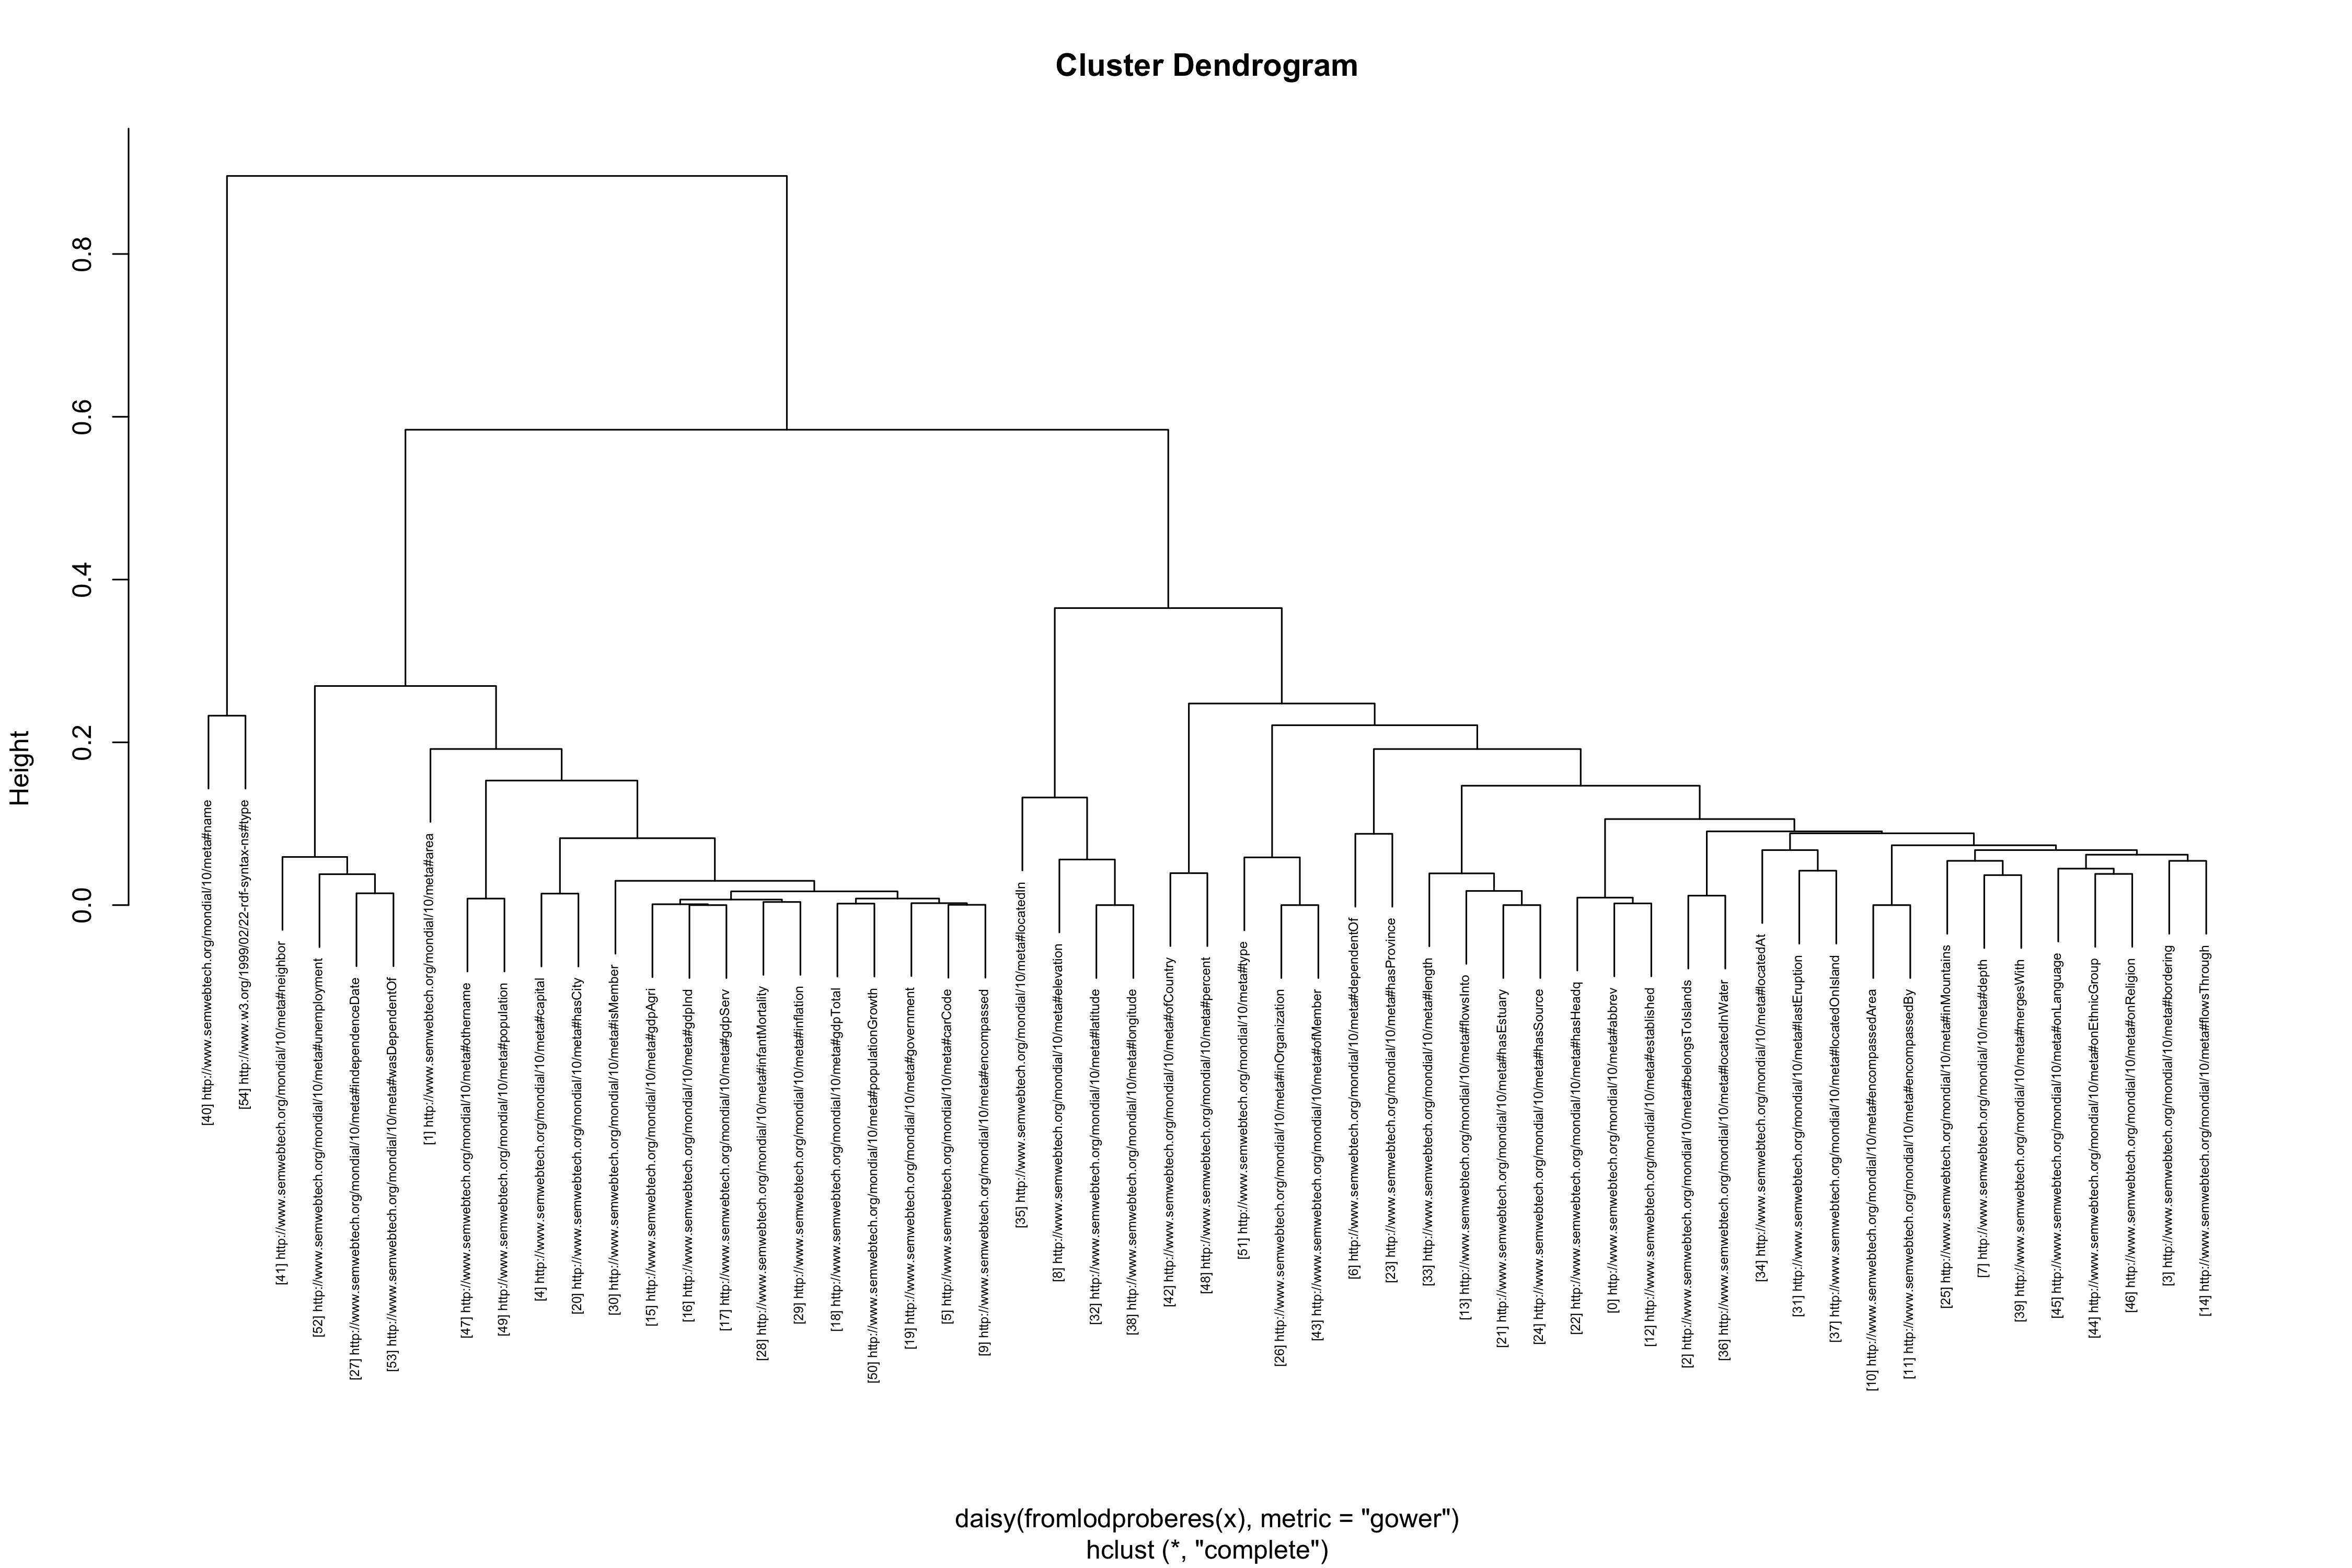 Cluster Dendrogram
Height
0.0
0.2
0.4
0.6
0.8
[40] http://www.semwebtech.org/mondial/10/meta#name
[54] http://www.w3.org/1999/02/22-rdf-syntax-ns#type
[41] http://www.semwebtech.org/mondial/10/meta#neighbor
[52] http://www.semwebtech.org/mondial/10/meta#unemployment
[27] http://www.semwebtech.org/mondial/10/meta#independenceDate
[53] http://www.semwebtech.org/mondial/10/meta#wasDependentOf
[1] http://www.semwebtech.org/mondial/10/meta#area
[47] http://www.semwebtech.org/mondial/10/meta#othername
[49] http://www.semwebtech.org/mondial/10/meta#population
[4] http://www.semwebtech.org/mondial/10/meta#capital
[20] http://www.semwebtech.org/mondial/10/meta#hasCity
[30] http://www.semwebtech.org/mondial/10/meta#isMember
[15] http://www.semwebtech.org/mondial/10/meta#gdpAgri
[16] http://www.semwebtech.org/mondial/10/meta#gdpInd
[17] http://www.semwebtech.org/mondial/10/meta#gdpServ
[28] http://www.semwebtech.org/mondial/10/meta#infantMortality
[29] http://www.semwebtech.org/mondial/10/meta#inflation
[18] http://www.semwebtech.org/mondial/10/meta#gdpTotal
[50] http://www.semwebtech.org/mondial/10/meta#populationGrowth
[19] http://www.semwebtech.org/mondial/10/meta#government
[5] http://www.semwebtech.org/mondial/10/meta#carCode
[9] http://www.semwebtech.org/mondial/10/meta#encompassed
[35] http://www.semwebtech.org/mondial/10/meta#locatedIn
[8] http://www.semwebtech.org/mondial/10/meta#elevation
[32] http://www.semwebtech.org/mondial/10/meta#latitude
[38] http://www.semwebtech.org/mondial/10/meta#longitude
[42] http://www.semwebtech.org/mondial/10/meta#ofCountry
[48] http://www.semwebtech.org/mondial/10/meta#percent
[51] http://www.semwebtech.org/mondial/10/meta#type
[26] http://www.semwebtech.org/mondial/10/meta#inOrganization
[43] http://www.semwebtech.org/mondial/10/meta#ofMember
[6] http://www.semwebtech.org/mondial/10/meta#dependentOf
[23] http://www.semwebtech.org/mondial/10/meta#hasProvince
[33] http://www.semwebtech.org/mondial/10/meta#length
[13] http://www.semwebtech.org/mondial/10/meta#flowsInto
[21] http://www.semwebtech.org/mondial/10/meta#hasEstuary
[24] http://www.semwebtech.org/mondial/10/meta#hasSource
[22] http://www.semwebtech.org/mondial/10/meta#hasHeadq
[0] http://www.semwebtech.org/mondial/10/meta#abbrev
[12] http://www.semwebtech.org/mondial/10/meta#established
[2] http://www.semwebtech.org/mondial/10/meta#belongsToIslands
[36] http://www.semwebtech.org/mondial/10/meta#locatedInWater
[34] http://www.semwebtech.org/mondial/10/meta#locatedAt
[31] http://www.semwebtech.org/mondial/10/meta#lastEruption
[37] http://www.semwebtech.org/mondial/10/meta#locatedOnIsland
[10] http://www.semwebtech.org/mondial/10/meta#encompassedArea
[11] http://www.semwebtech.org/mondial/10/meta#encompassedBy
[25] http://www.semwebtech.org/mondial/10/meta#inMountains
[7] http://www.semwebtech.org/mondial/10/meta#depth
[39] http://www.semwebtech.org/mondial/10/meta#mergesWith
[45] http://www.semwebtech.org/mondial/10/meta#onLanguage
[44] http://www.semwebtech.org/mondial/10/meta#onEthnicGroup
[46] http://www.semwebtech.org/mondial/10/meta#onReligion
[3] http://www.semwebtech.org/mondial/10/meta#bordering
[14] http://www.semwebtech.org/mondial/10/meta#flowsThrough
daisy(fromlodproberes(x), metric = "gower")
hclust (*, "complete")